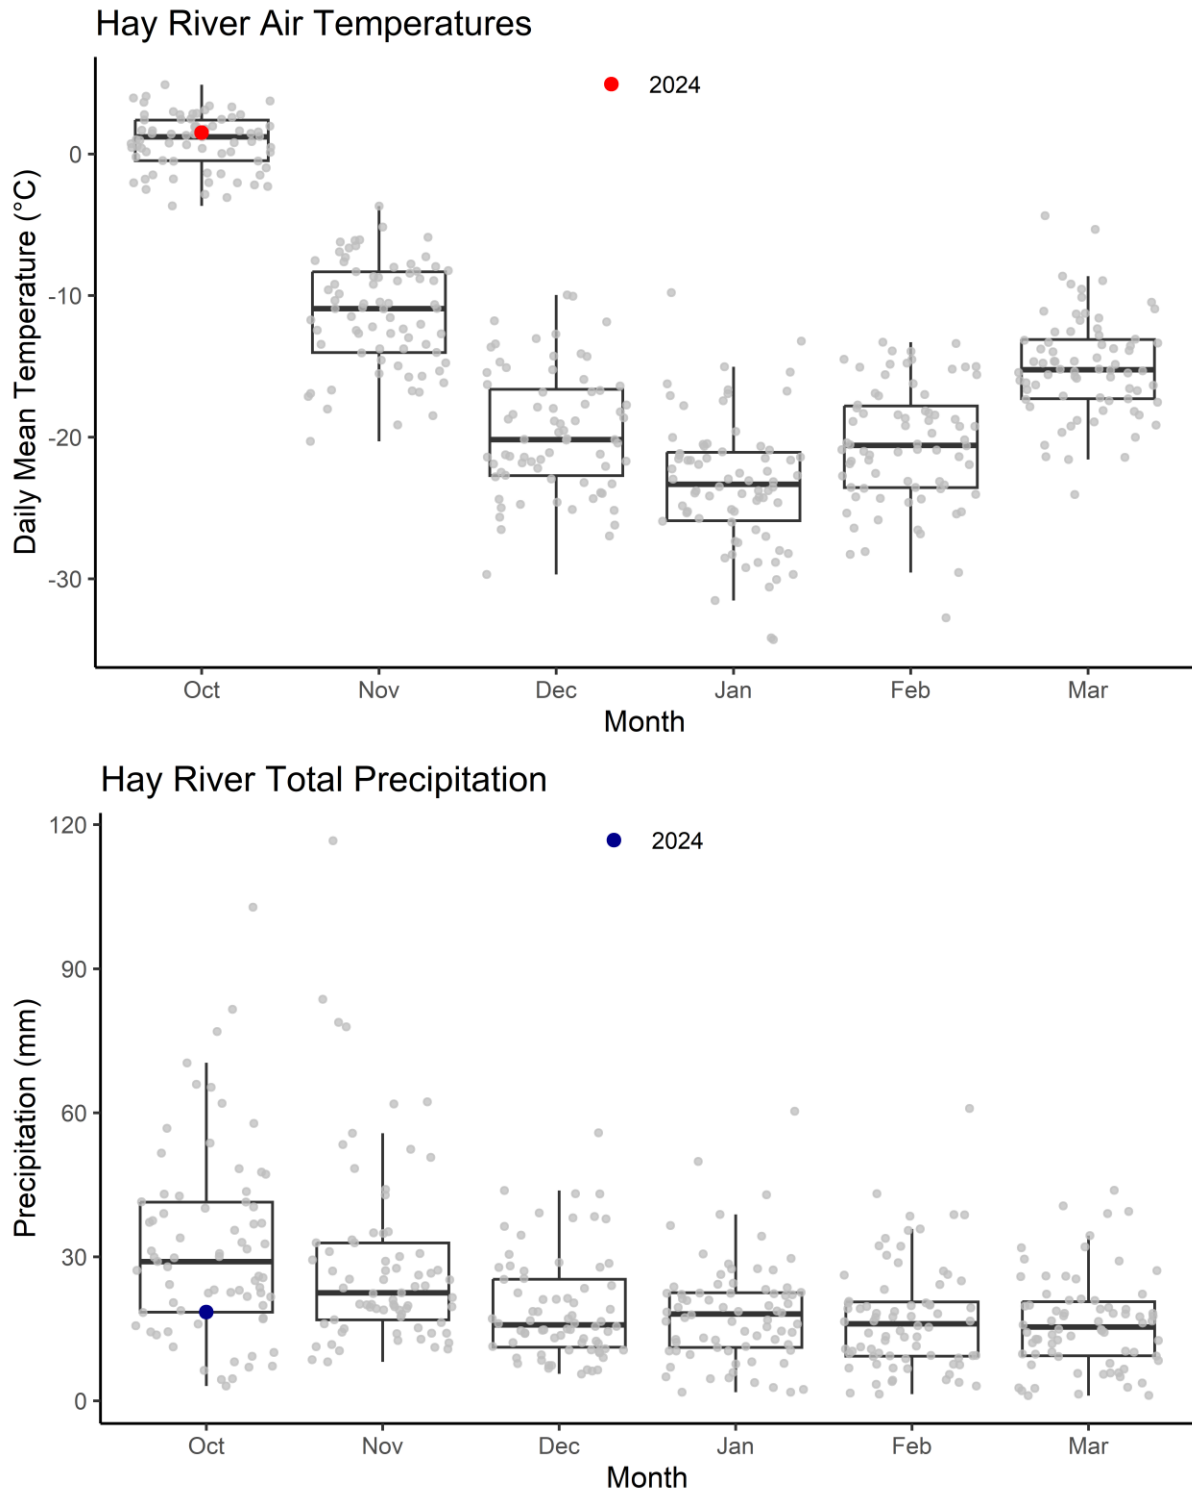 Hay River Air Temperatures
2024
Daily Mean Temperature (°C)
0
-10
-20
-30
Oct Nov Dec Jan Feb Mar
Month
Hay River Total Precipitation
2024
Precipitation (mm)
120
90
60
30
0
Oct Nov Dec Jan Feb Mar
Month